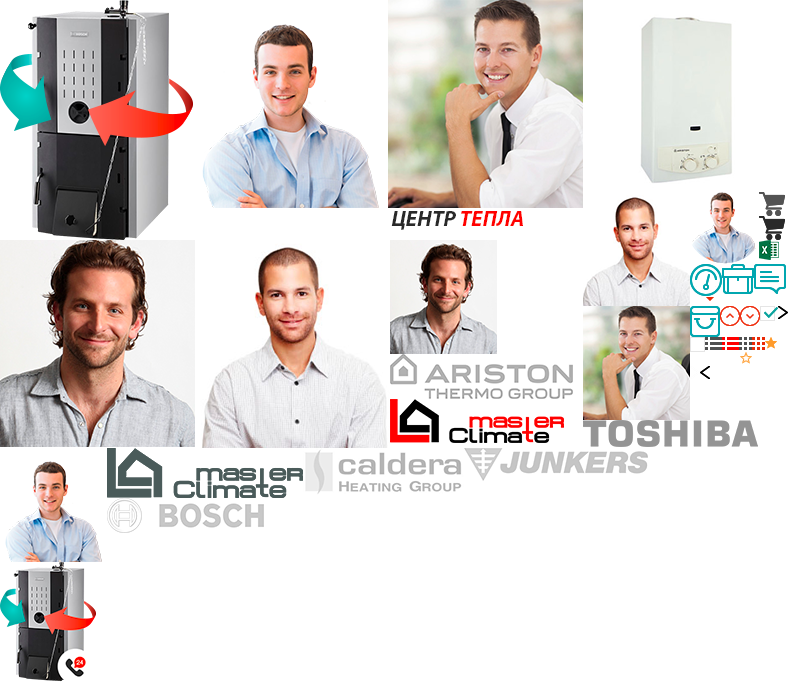 ЦЕНТР ТЕПЛА
ARISTON
THERMO GROUP
master
Climate
TOSHIBA
master
Climate
caldera
HEATING GROUP
JUNKERS
BOSCH
24